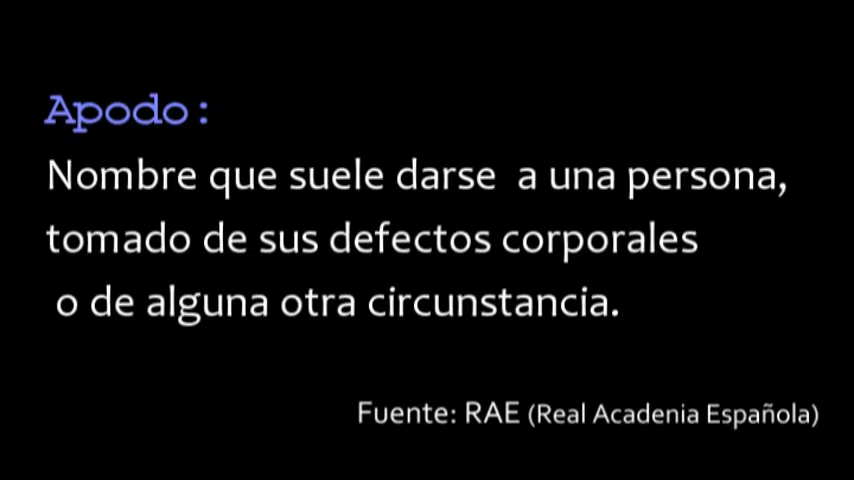 Apodo:
Nombre que suele darse a una persona,
tomado de sus defectos corporales
o de alguna otra circunstancia.
Fuente: RAE (Real Acadenia Española)